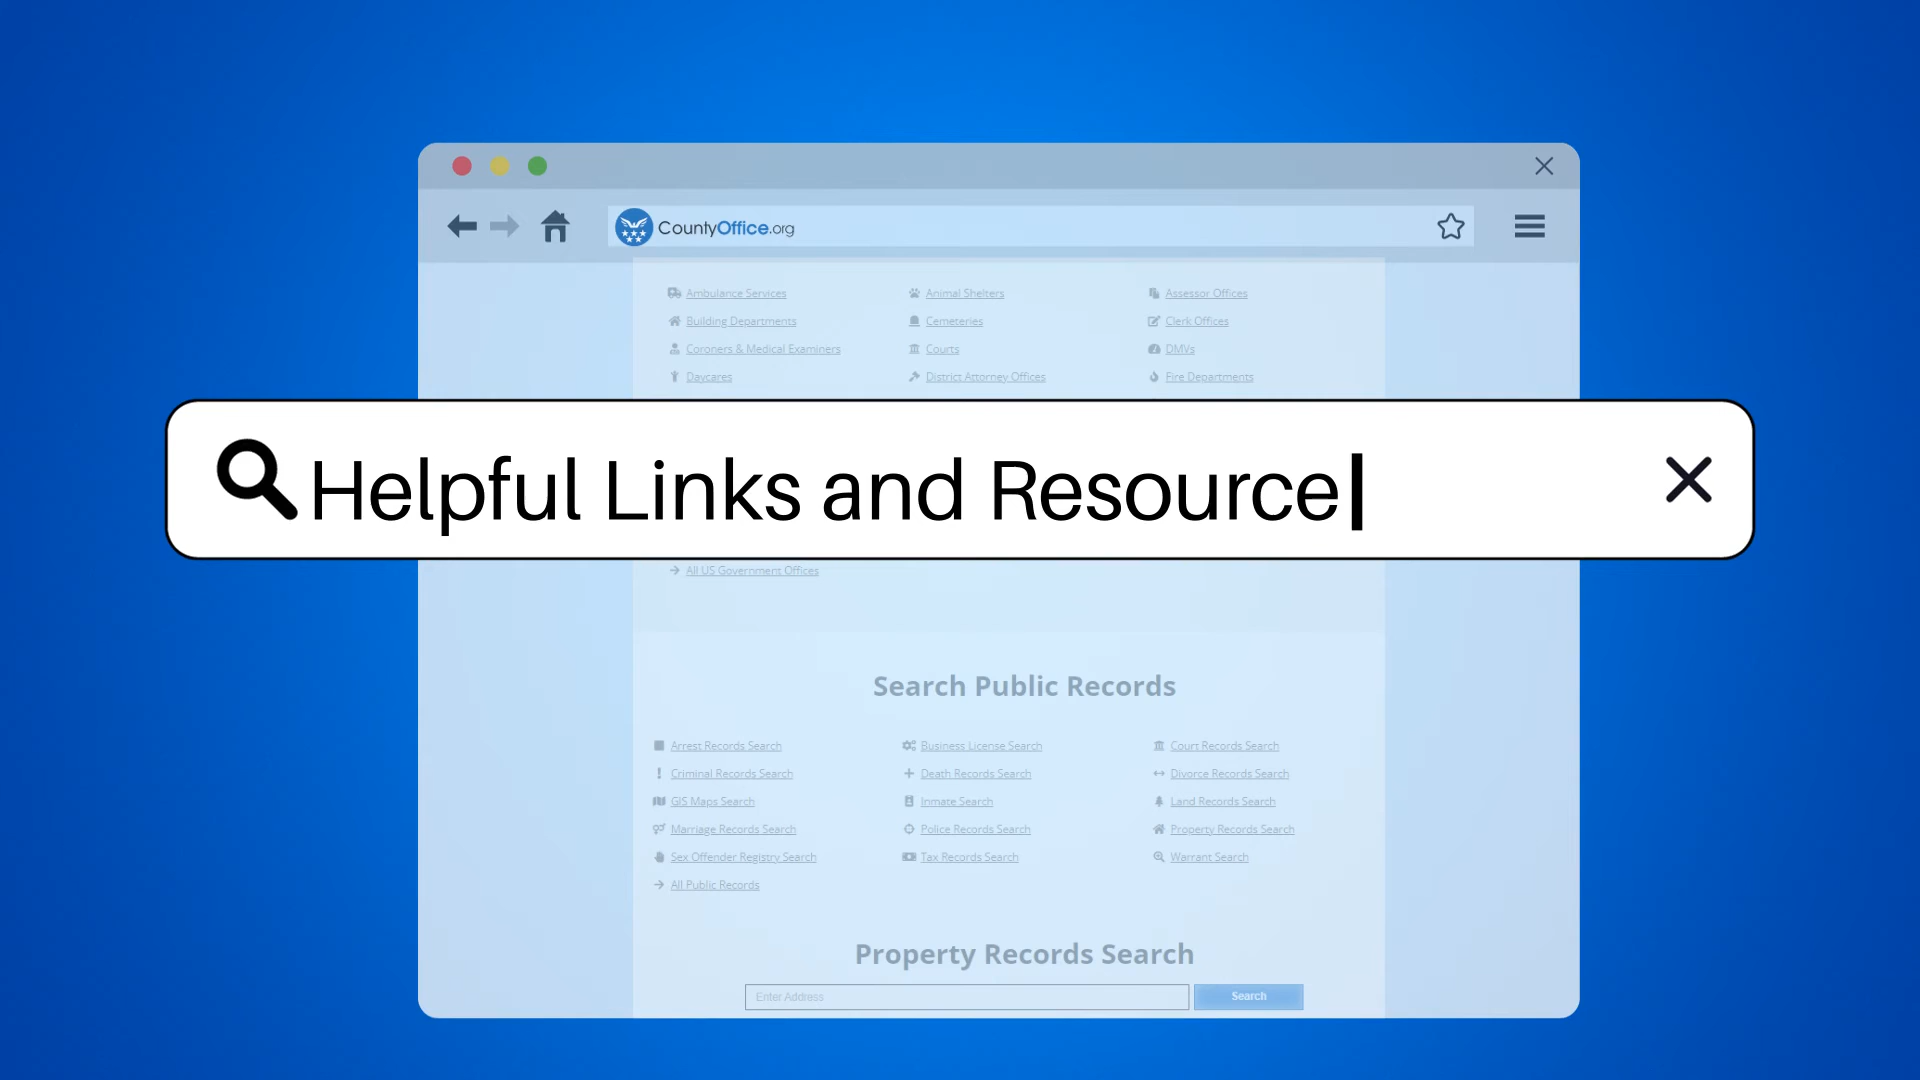 CountyOffice.org
Ambulance Services Animal Shelters Assessor Offices
Building Departments Cemeteries Clerk Offices
Coroners & Medical Examiners Courts DMVs
Daycares District Attorney Offices Fire Departments
Helpful Links and Resource
All US Government Offices
Search Public Records
Arrest Records Search Business License Search Court Records Search
Criminal Records Search Death Records Search Divorce Records Search
GIS Maps Search Inmate Search Land Records Search
Marriage Records Search Police Records Search Property Records Search
Sex Offender Registry Search Tax Records Search Warrant Search
All Public Records
Property Records Search
Enter Address Search